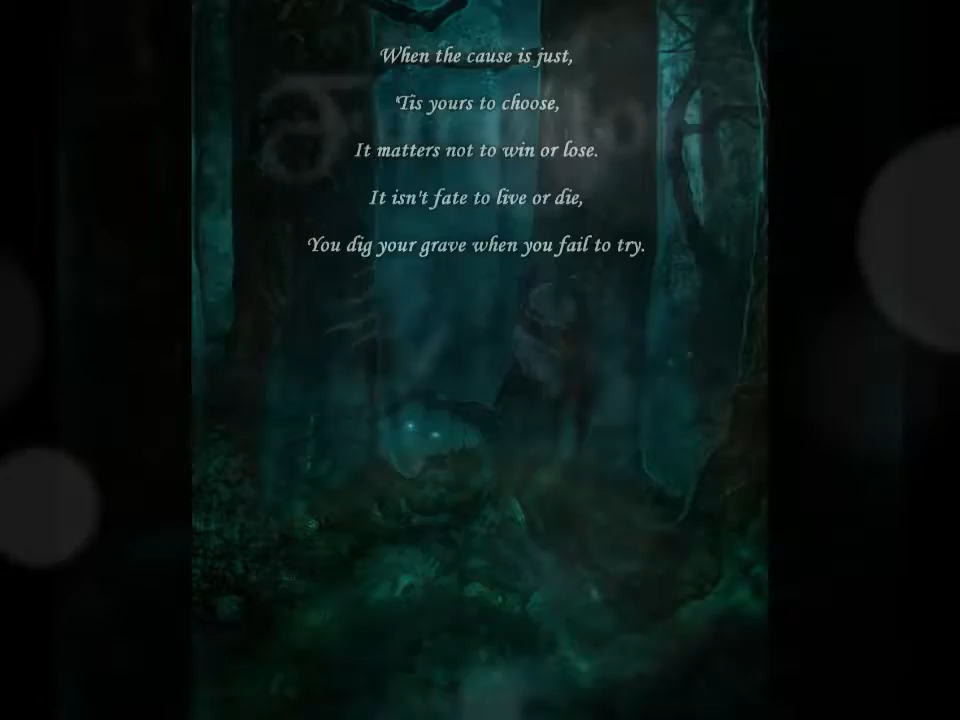 When the cause is just,
'Tis yours to choose,
It matters not to win or lose.
It isn't fate to live or die,
You dig your grave when you fail to try.